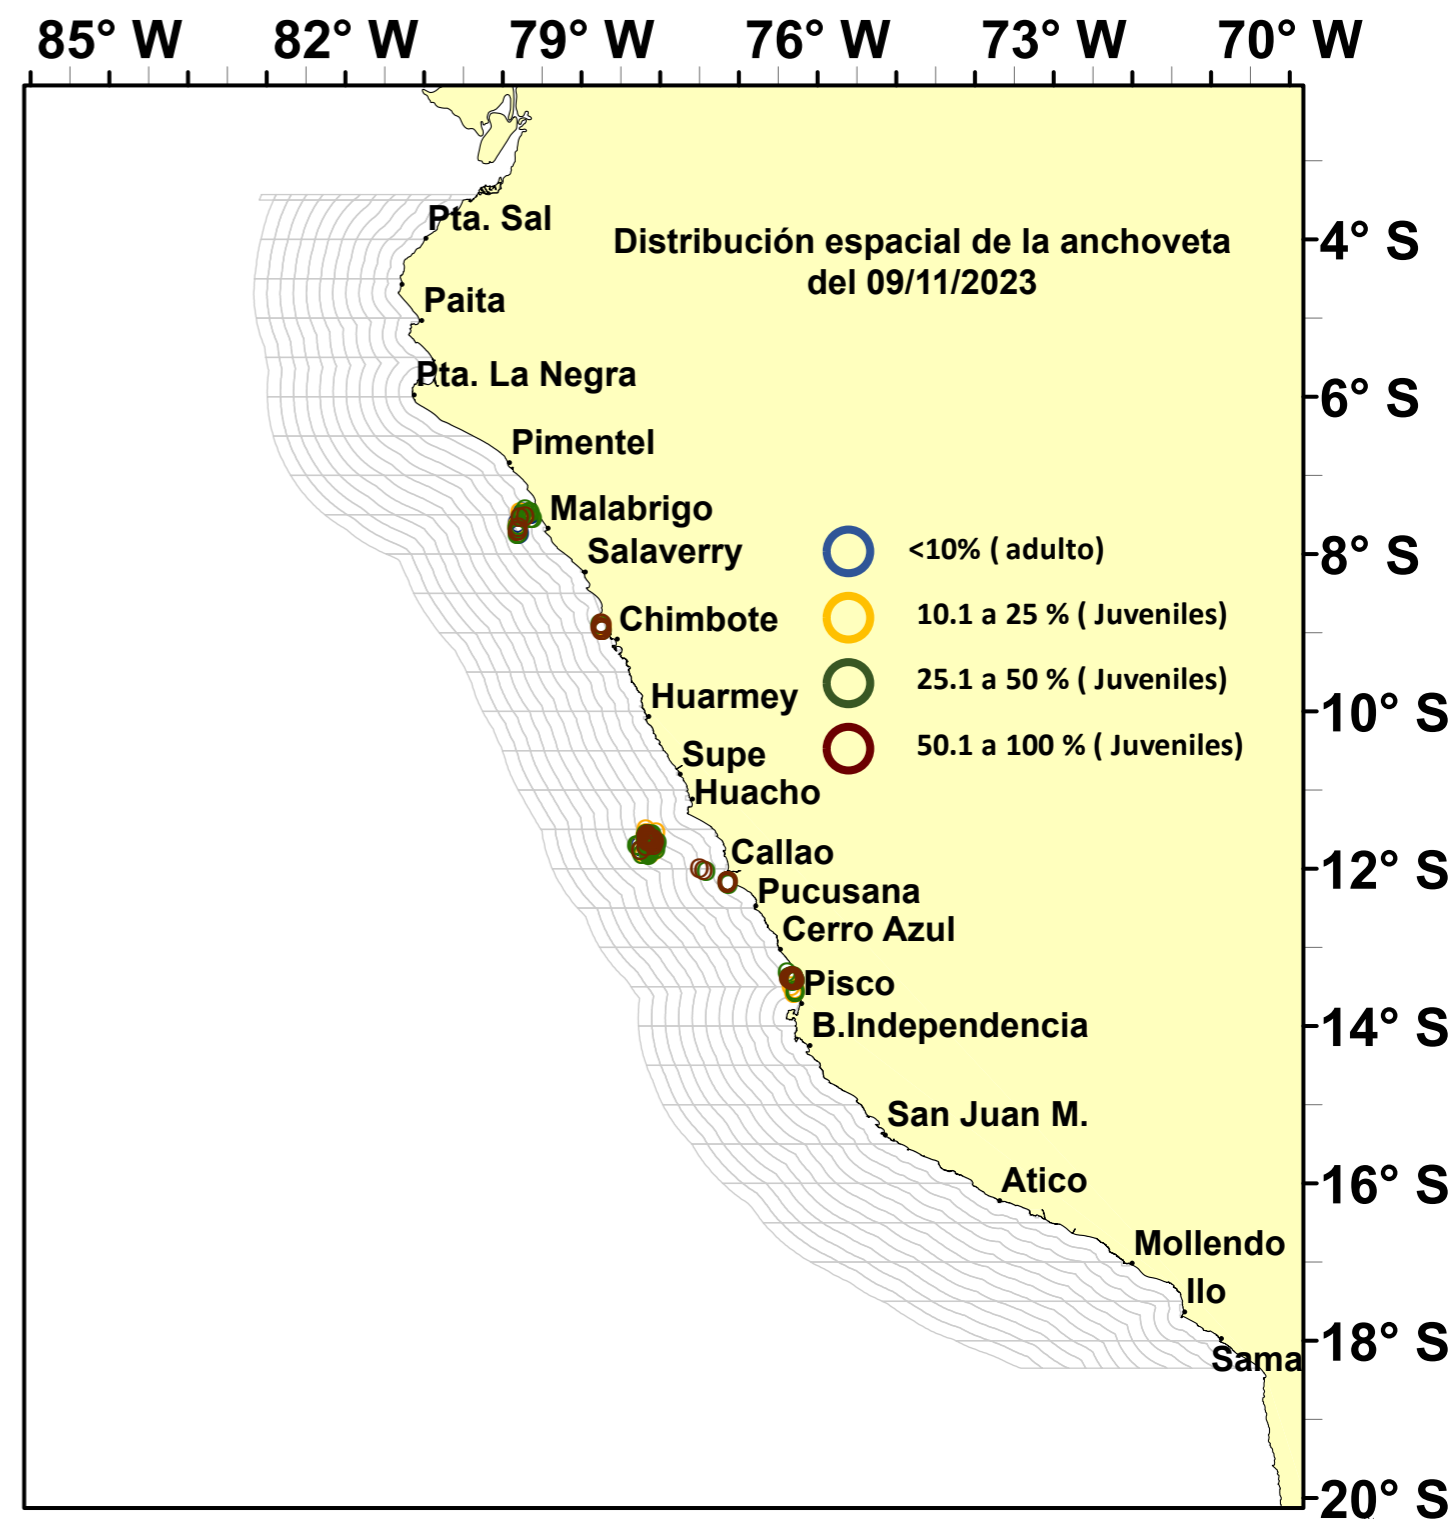 85° W 82° W 79° W 76° W 73° W 70° W
Pta. Sal
Distribución espacial de la anchoveta
del 09/11/2023
4° S
Paita
Pta. La Negra
6° S
Pimentel
Malabrigo
Salaverry
<10% ( adulto)
8° S
Chimbote
10.1 a 25 % ( Juveniles)
25.1 a 50 % ( Juveniles)
Huarmey
10° S
50.1 a 100 % ( Juveniles)
Supe
Huacho
Callao
12° S
Pucusana
Cerro Azul
Pisco
B.Independencia
14° S
San Juan M.
Atico
16° S
Mollendo
Ilo
18° S
Sama
20° S